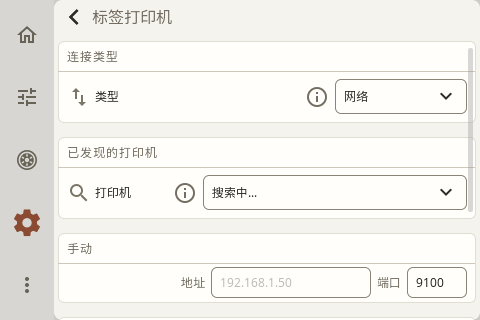 标签打印机
连接类型
类型 网络
已发现的打印机
打印机 搜索中...
手动
地址 192.168.1.50 端口 9100